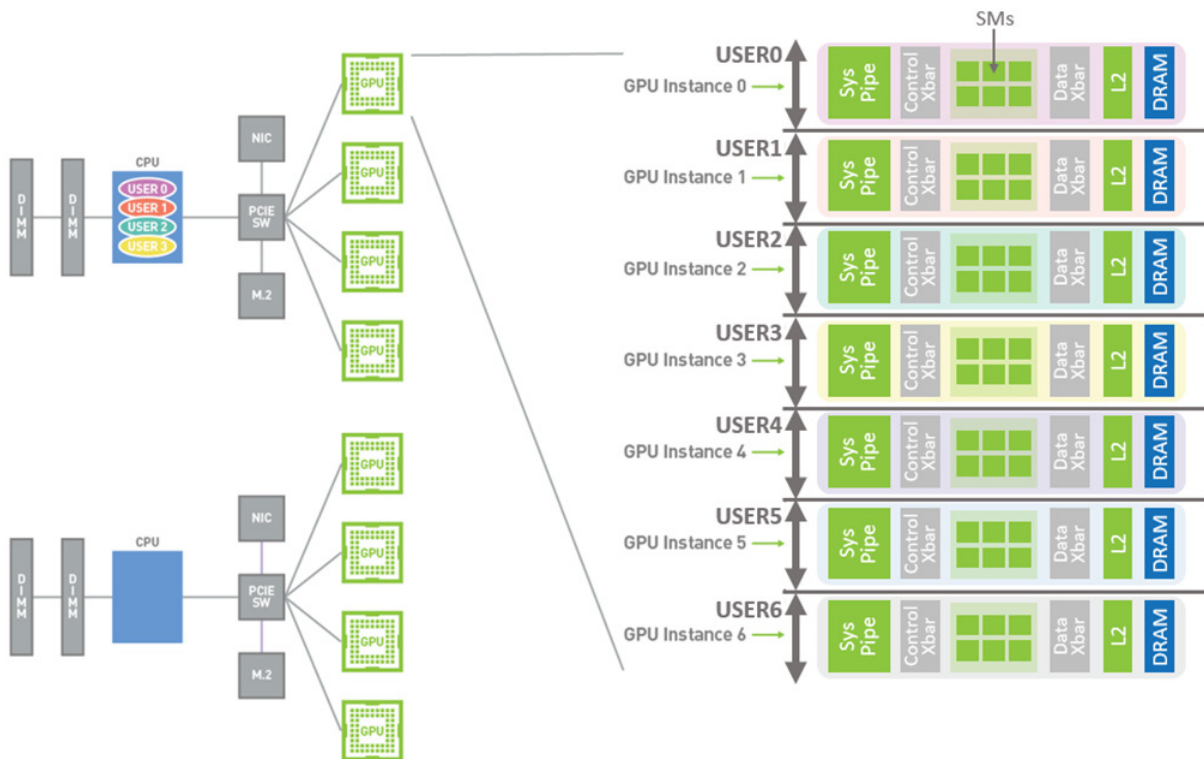 SMs
USER0
GPU Instance 0
Sys Pipe
Control Xbar
Data Xbar
L2
DRAM
USER1
GPU Instance 1
Sys Pipe
Control Xbar
Data Xbar
L2
DRAM
USER2
GPU Instance 2
Sys Pipe
Control Xbar
Data Xbar
L2
DRAM
USER3
GPU Instance 3
Sys Pipe
Control Xbar
Data Xbar
L2
DRAM
USER4
GPU Instance 4
Sys Pipe
Control Xbar
Data Xbar
L2
DRAM
USER5
GPU Instance 5
Sys Pipe
Control Xbar
Data Xbar
L2
DRAM
USER6
GPU Instance 6
Sys Pipe
Control Xbar
Data Xbar
L2
DRAM
DIMM
DIMM
CPU
USER 0
USER 1
USER 2
USER 3
NIC
PCIE
SW
M.2
GPU
GPU
GPU
GPU
DIMM
DIMM
CPU
NIC
PCIE
SW
M.2
GPU
GPU
GPU
GPU